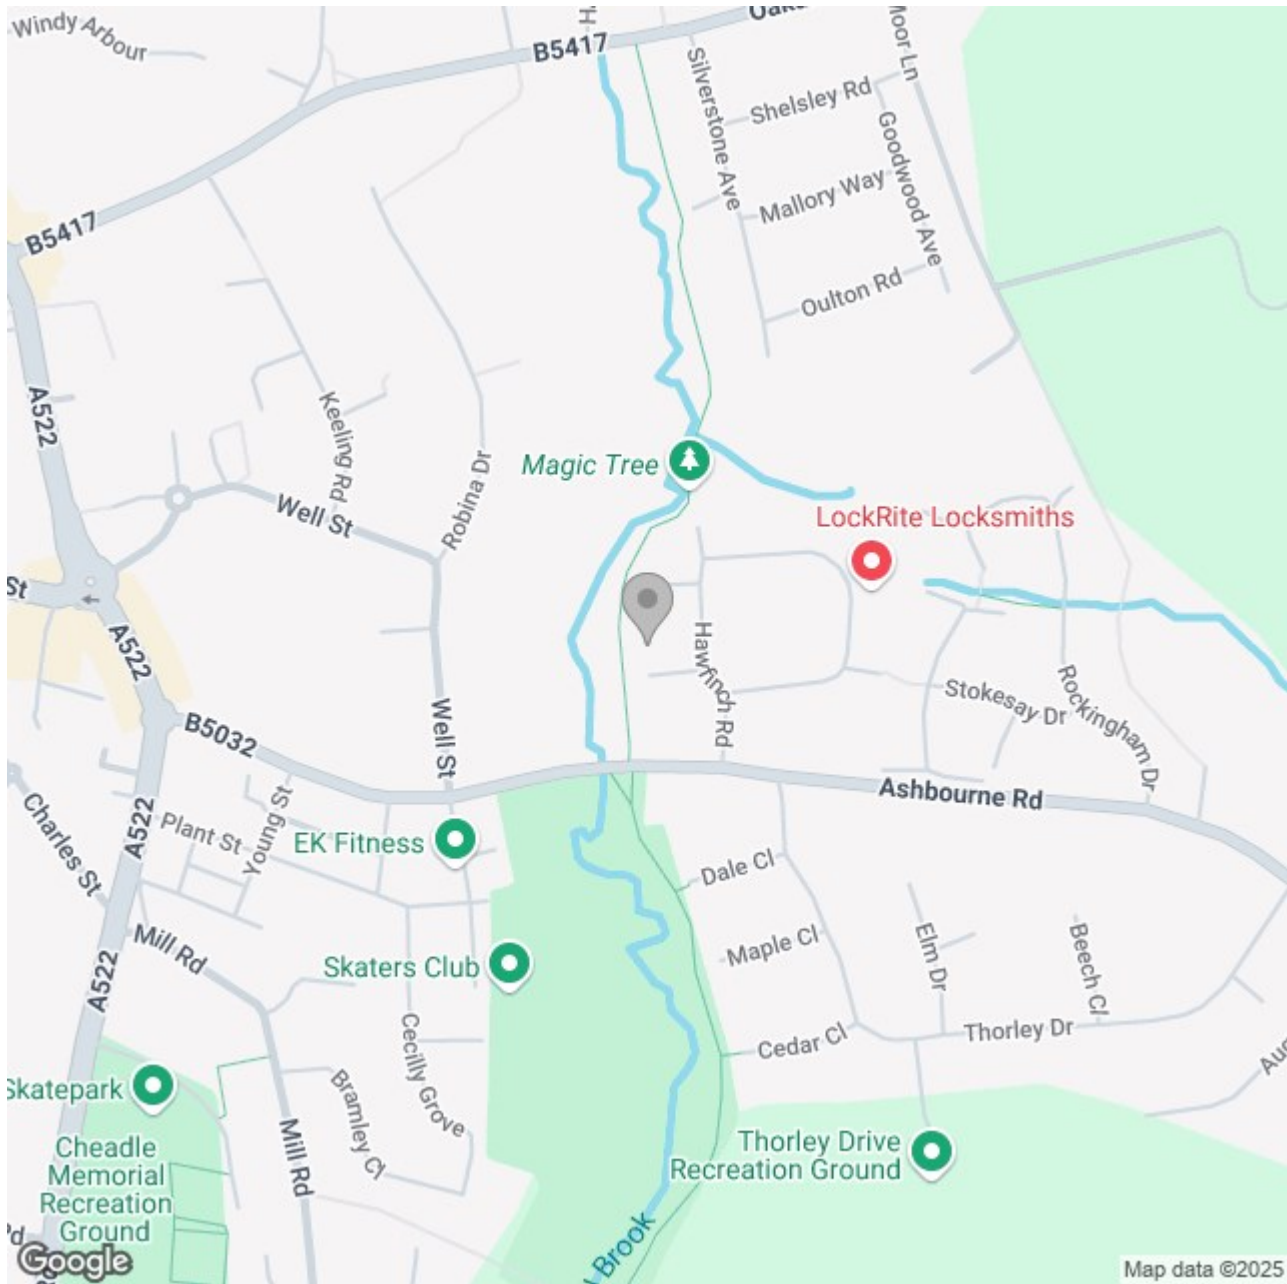 Windy Arbour
B5417
Silverstone Ave
Shelsley Rd
Moor Ln
Goodwood Ave
Mallory Way
Oulton Rd
B5417
A522
Keeling Rd
Robina Dr
Well St
Magic Tree
LockRite Locksmiths
St
A522
Hawfinch Rd
Stokesay Dr
Rockingham Dr
Well St
B5032
Ashbourne Rd
Young St
Plant St
EK Fitness
Charles St
A522
Dale Cl
Mill Rd
Maple Cl
Elm Dr
Beech Cl
Skaters Club
A522
Cecilly Grove
Cedar Cl
Thorley Dr
Skatepark
Bramley Cl
Mill Rd
Cheadle
Memorial
Recreation
Ground
Thorley Drive
Recreation Ground
Brook
Google
Map data ©2025